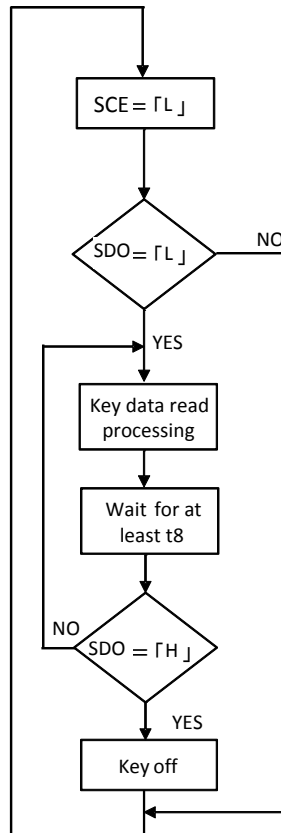 SCE=「L」
SDO=「L」
NO
YES
Key data read
processing
Wait for at
least t8
NO
SDO =「H」
YES
Key off